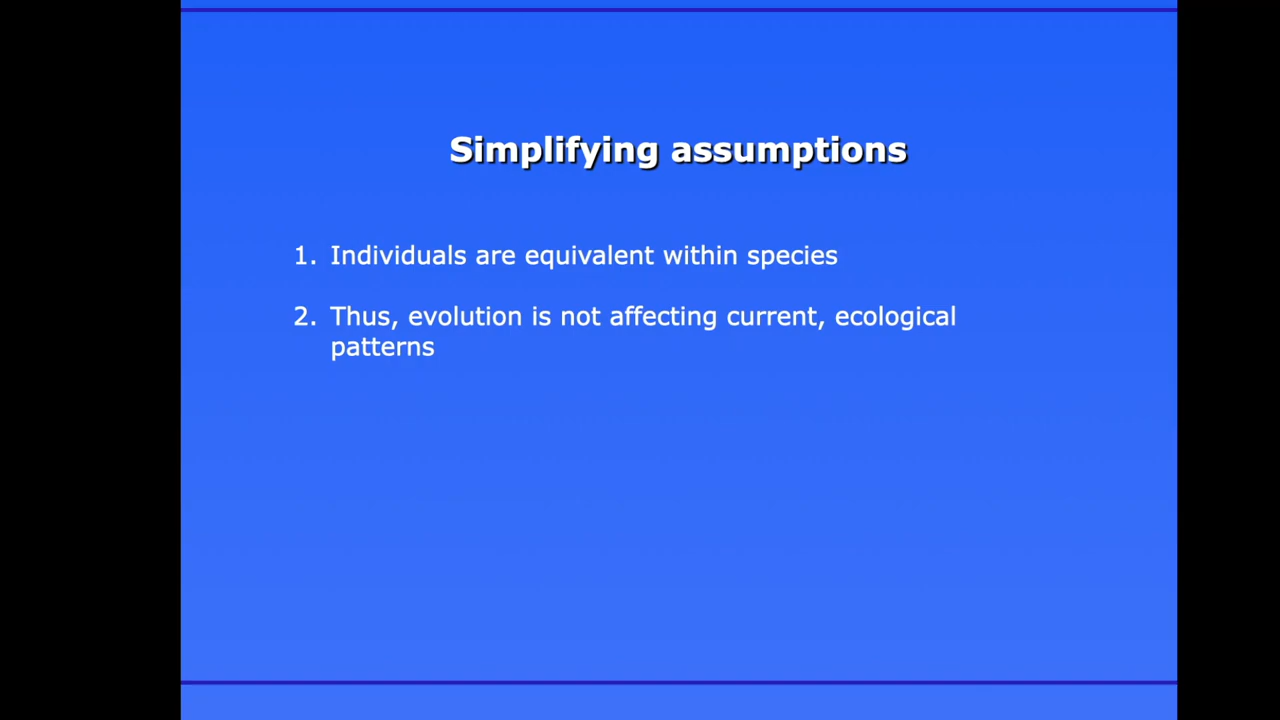 Simplifying assumptions
1. Individuals are equivalent within species
2. Thus, evolution is not affecting current, ecological
patterns